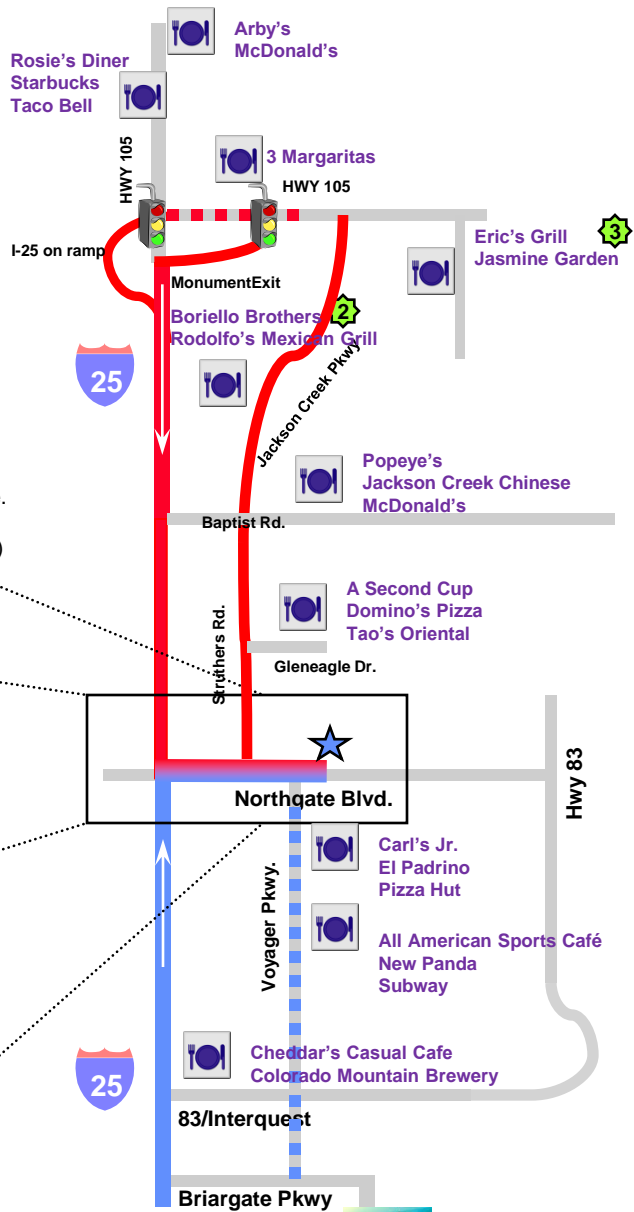 Arby's
McDonald's
Rosie's Diner
Starbucks
Taco Bell
HWY 105
3 Margaritas
HWY 105
I-25 on ramp
Eric's Grill
Jasmine Garden
3
MonumentExit
Boriello Brothers
2
Rodolfo's Mexican Grill
25
Jackson Creek Pkwy
Popeye's
Jackson Creek Chinese
McDonald's
.
Baptist Rd.
)
A Second Cup
Domino's Pizza
Tao's Oriental
Struthers Rd.
Gleneagle Dr.
Hwy 83
Northgate Blvd.
Carl's Jr.
El Padrino
Pizza Hut
Voyager Pkwy.
All American Sports Café
New Panda
Subway
Cheddar's Casual Cafe
Colorado Mountain Brewery
25
83/Interquest
Briargate Pkwy